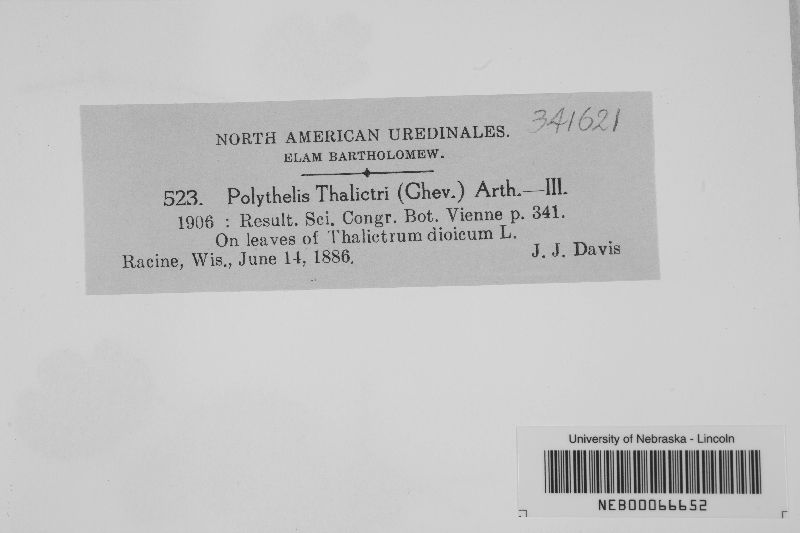 NORTH AMERICAN UREDINALES. 341621
ELAM BARTHOLOMEW.
523. Polythelis Thalictri (Chev.) Arth.—III.
1906 : Result. Sci. Congr. Bot. Vienne p. 341.
On leaves of Thalictrum dioicum L.
Racine, Wis., June 14, 1886. J. J. Davis
University of Nebraska - Lincoln
NEB00066652